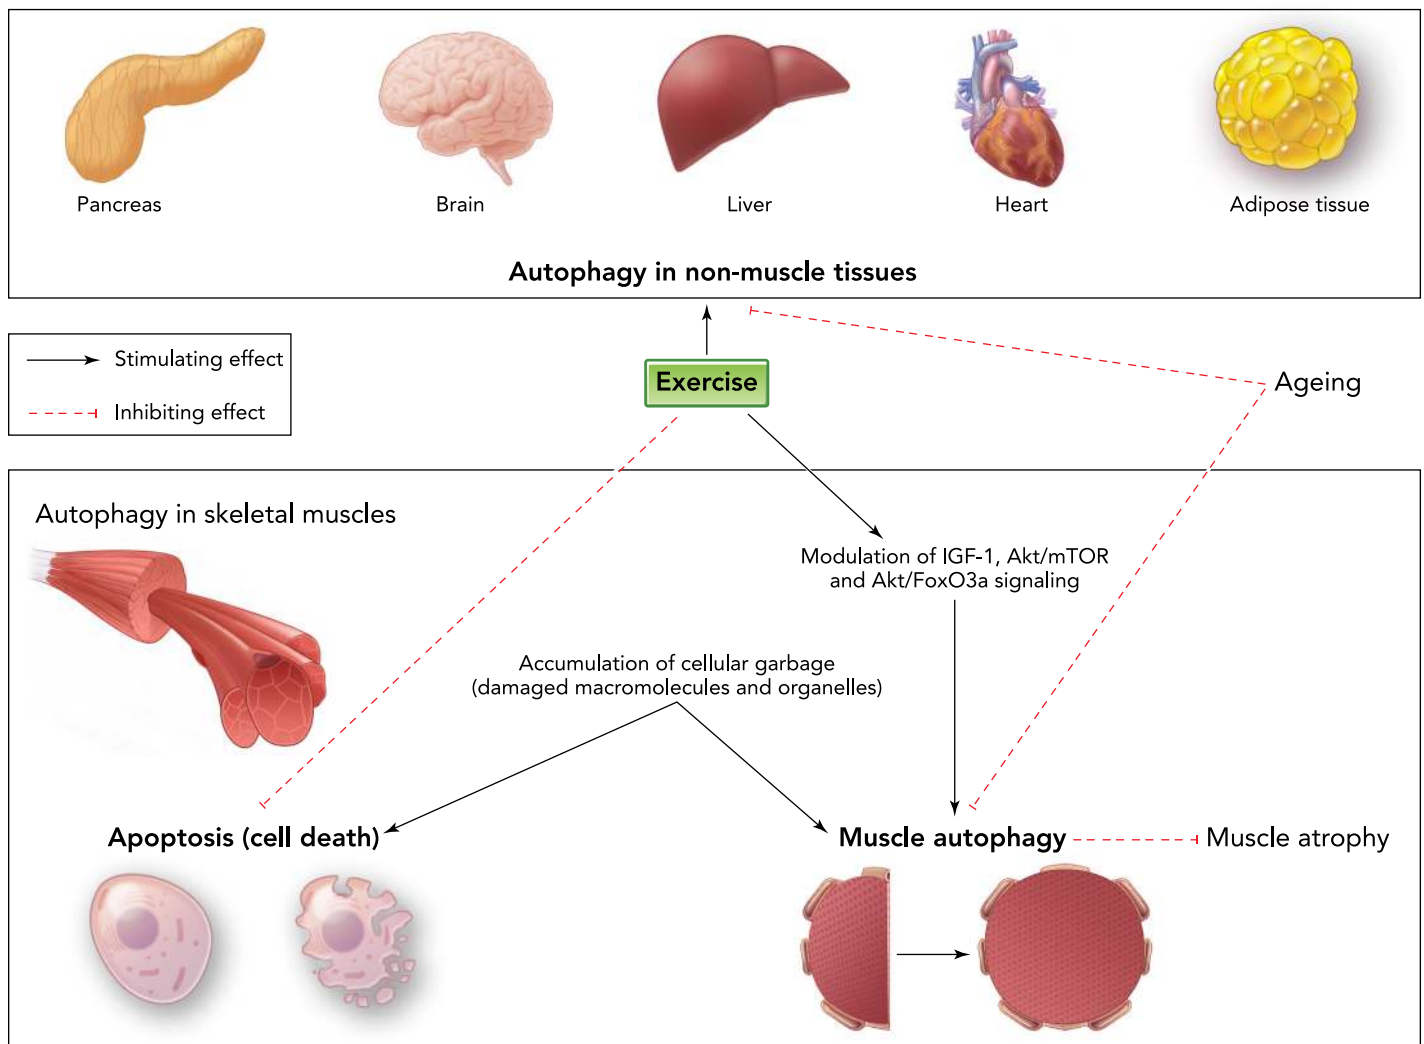 Pancreas
Brain
Liver
Heart
Adipose tissue
Autophagy in non-muscle tissues
Stimulating effect
Inhibiting effect
Exercise
Ageing
Autophagy in skeletal muscles
Modulation of IGF-1, Akt/mTOR
and Akt/FoxO3a signaling
Accumulation of cellular garbage
(damaged macromolecules and organelles)
Apoptosis (cell death)
Muscle autophagy
Muscle atrophy